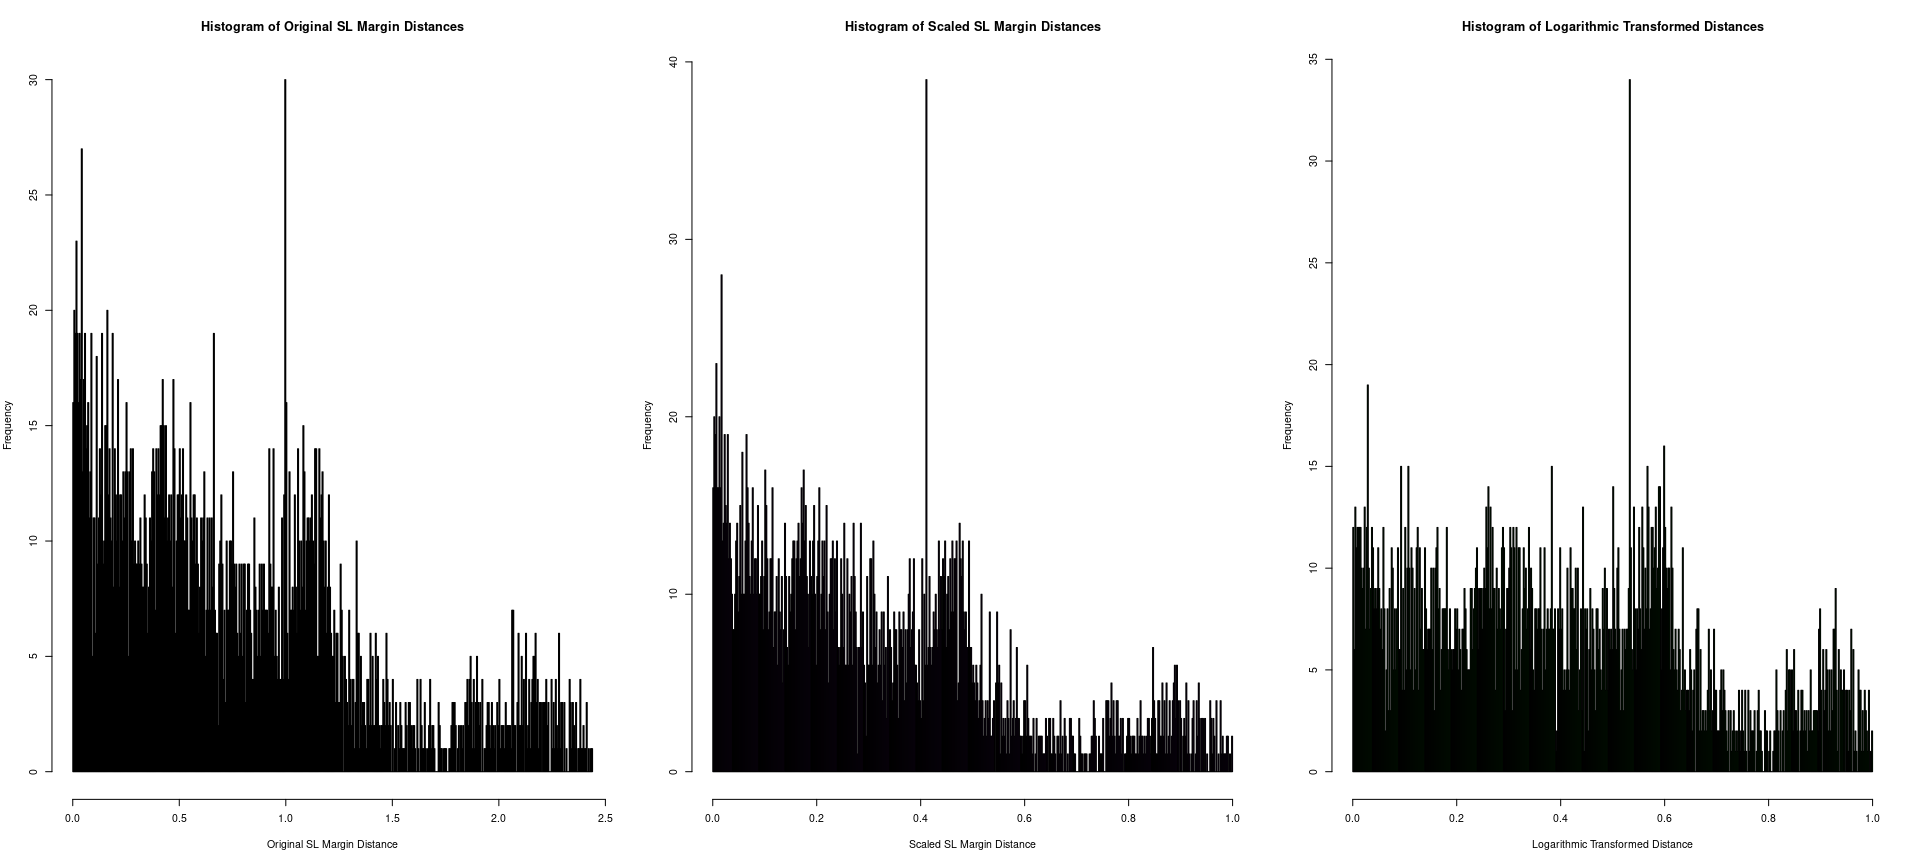 Histogram of Original SL Margin Distances
Frequency
30
25
20
15
10
5
0
0.0 0.5 1.0 1.5 2.0 2.5
Original SL Margin Distance
Histogram of Scaled SL Margin Distances
Frequency
40
30
20
10
0
0.0 0.2 0.4 0.6 0.8 1.0
Scaled SL Margin Distance
Histogram of Logarithmic Transformed Distances
Frequency
35
30
25
20
15
10
5
0
0.0 0.2 0.4 0.6 0.8 1.0
Logarithmic Transformed Distance